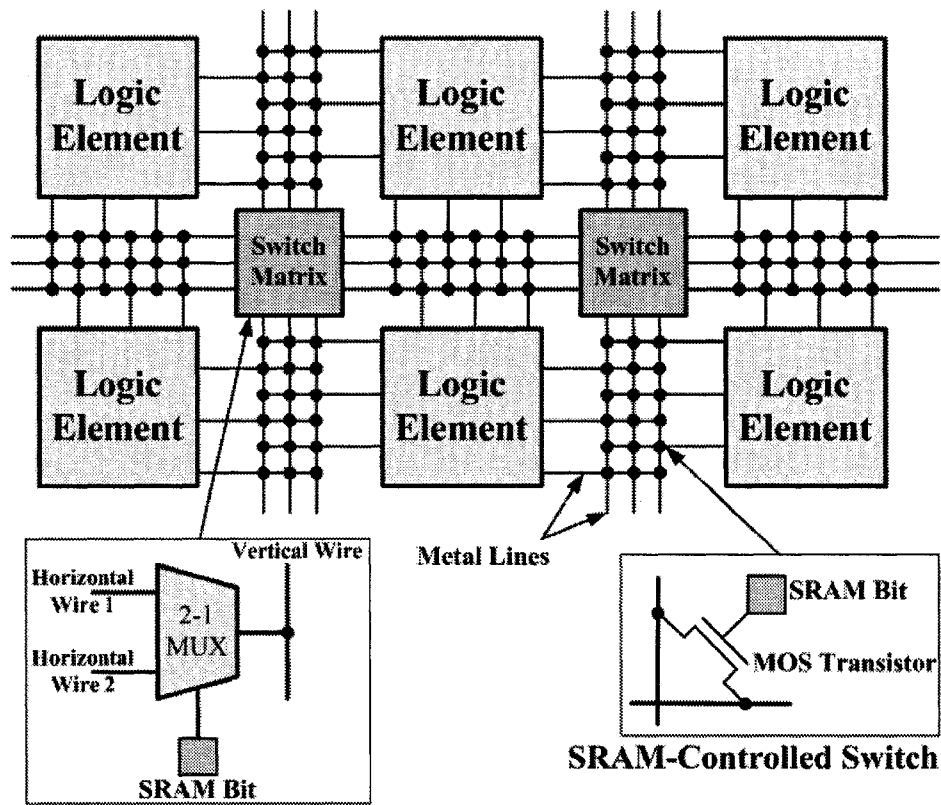 Logic
Element
Logic
Element
Logic
Element
Switch
Matrix
Switch
Matrix
Logic
Element
Logic
Element
Logic
Element
Vertical Wire
Horizontal
Wire 1
2-1
MUX
Horizontal
Wire 2
SRAM Bit
Metal Lines
SRAM Bit
MOS Transistor
SRAM-Controlled Switch